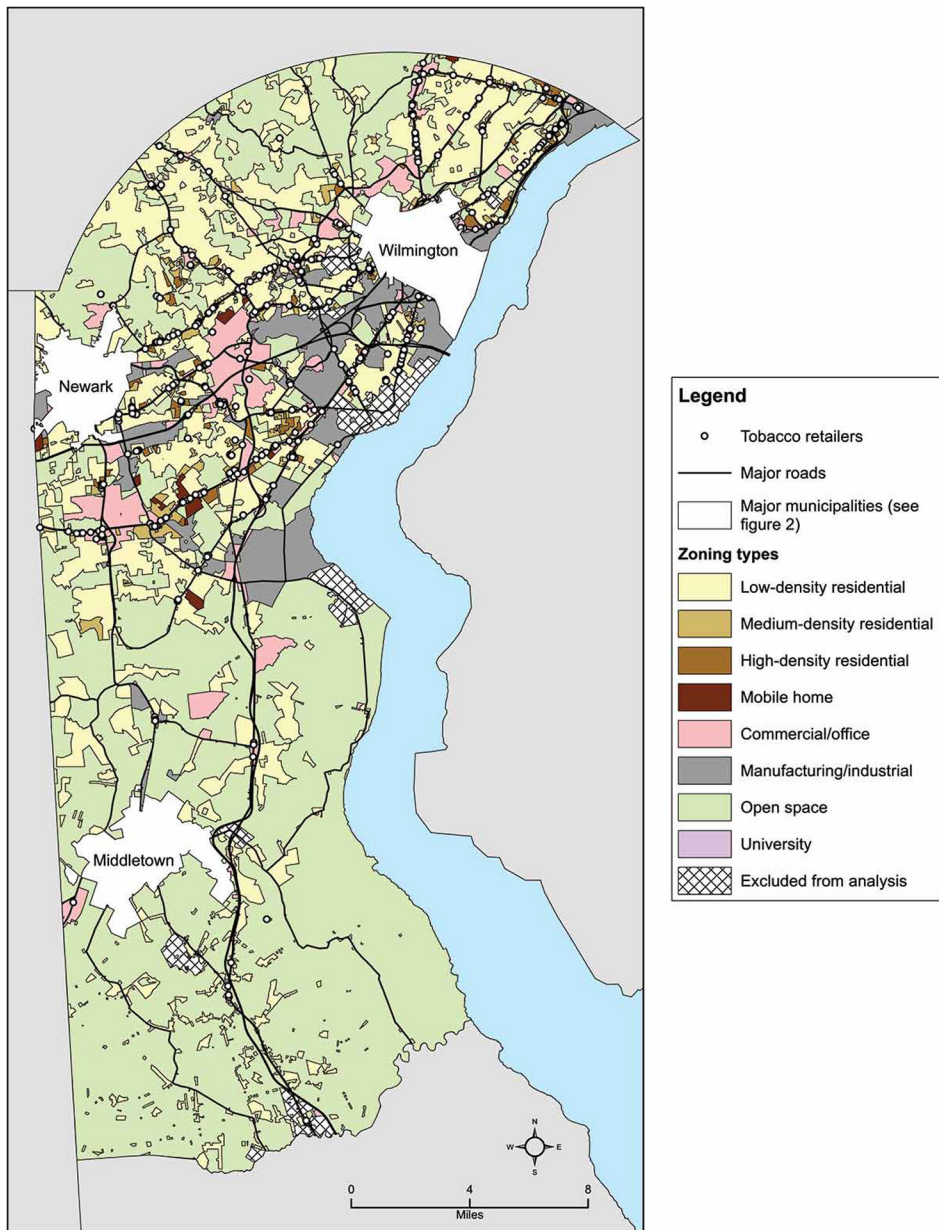 Wilmington
Newark
Middletown
N
W E
S
0 4 8
Miles
Legend
Tobacco retailers
Major roads
Major municipalities (see
figure 2)
Zoning types
Low-density residential
Medium-density residential
High-density residential
Mobile home
Commercial/office
Manufacturing/industrial
Open space
University
Excluded from analysis